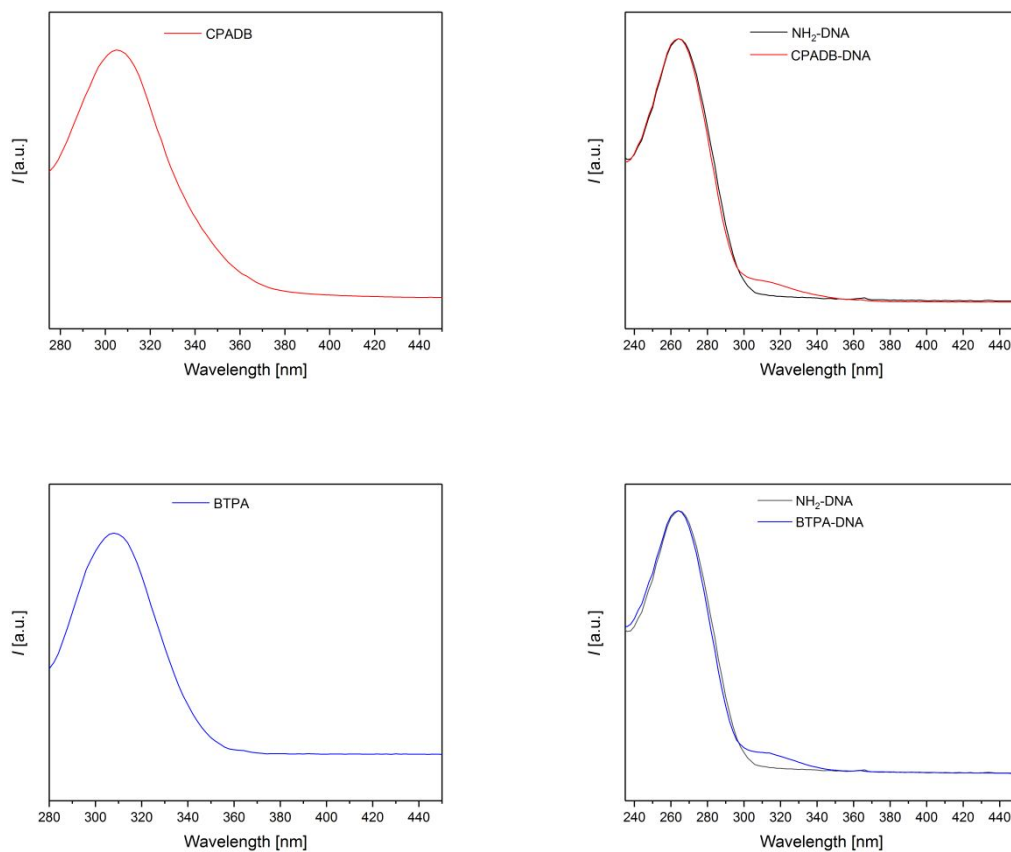 CPADB
I [a.u.]
280 300 320 340 360 380 400 420 440
Wavelength [nm]
NH₂-DNA
CPADB-DNA
I [a.u.]
240 260 280 300 320 340 360 380 400 420 440
Wavelength [nm]
BTPA
I [a.u.]
280 300 320 340 360 380 400 420 440
Wavelength [nm]
NH₂-DNA
BTPA-DNA
I [a.u.]
240 260 280 300 320 340 360 380 400 420 440
Wavelength [nm]